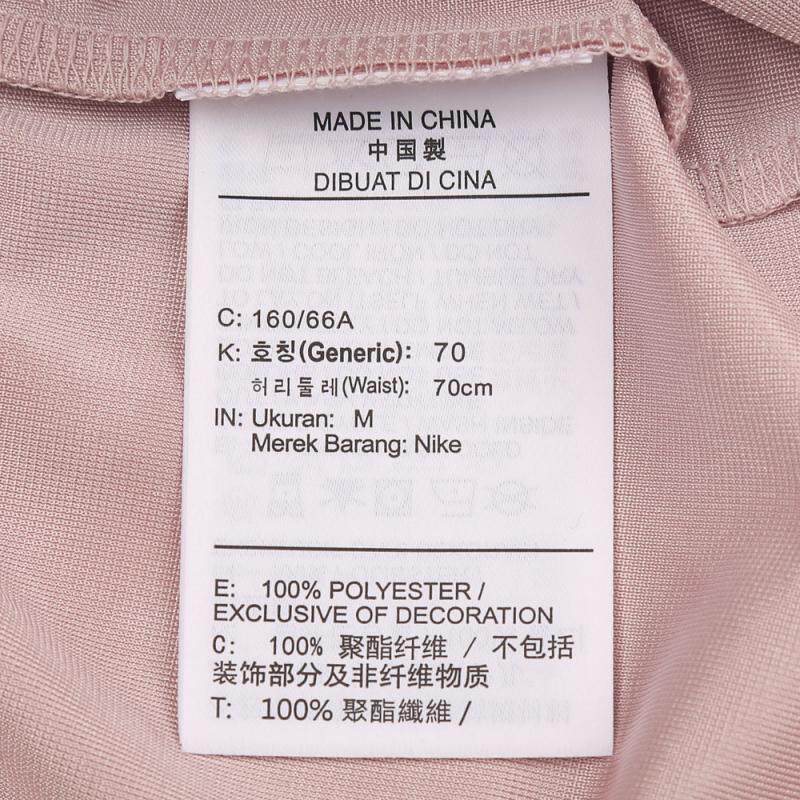 MADE IN CHINA
中国製
DIBUAT DI CINA
C: 160/66A
K: 호칭(Generic): 70
허리둘레(Waist): 70cm
IN: Ukuran: M
Merek Barang: Nike
E: 100% POLYESTER /
EXCLUSIVE OF DECORATION
C: 100% 聚酯纤维 / 不包括
装饰部分及非纤维物质
T: 100% 聚酯纖維 /